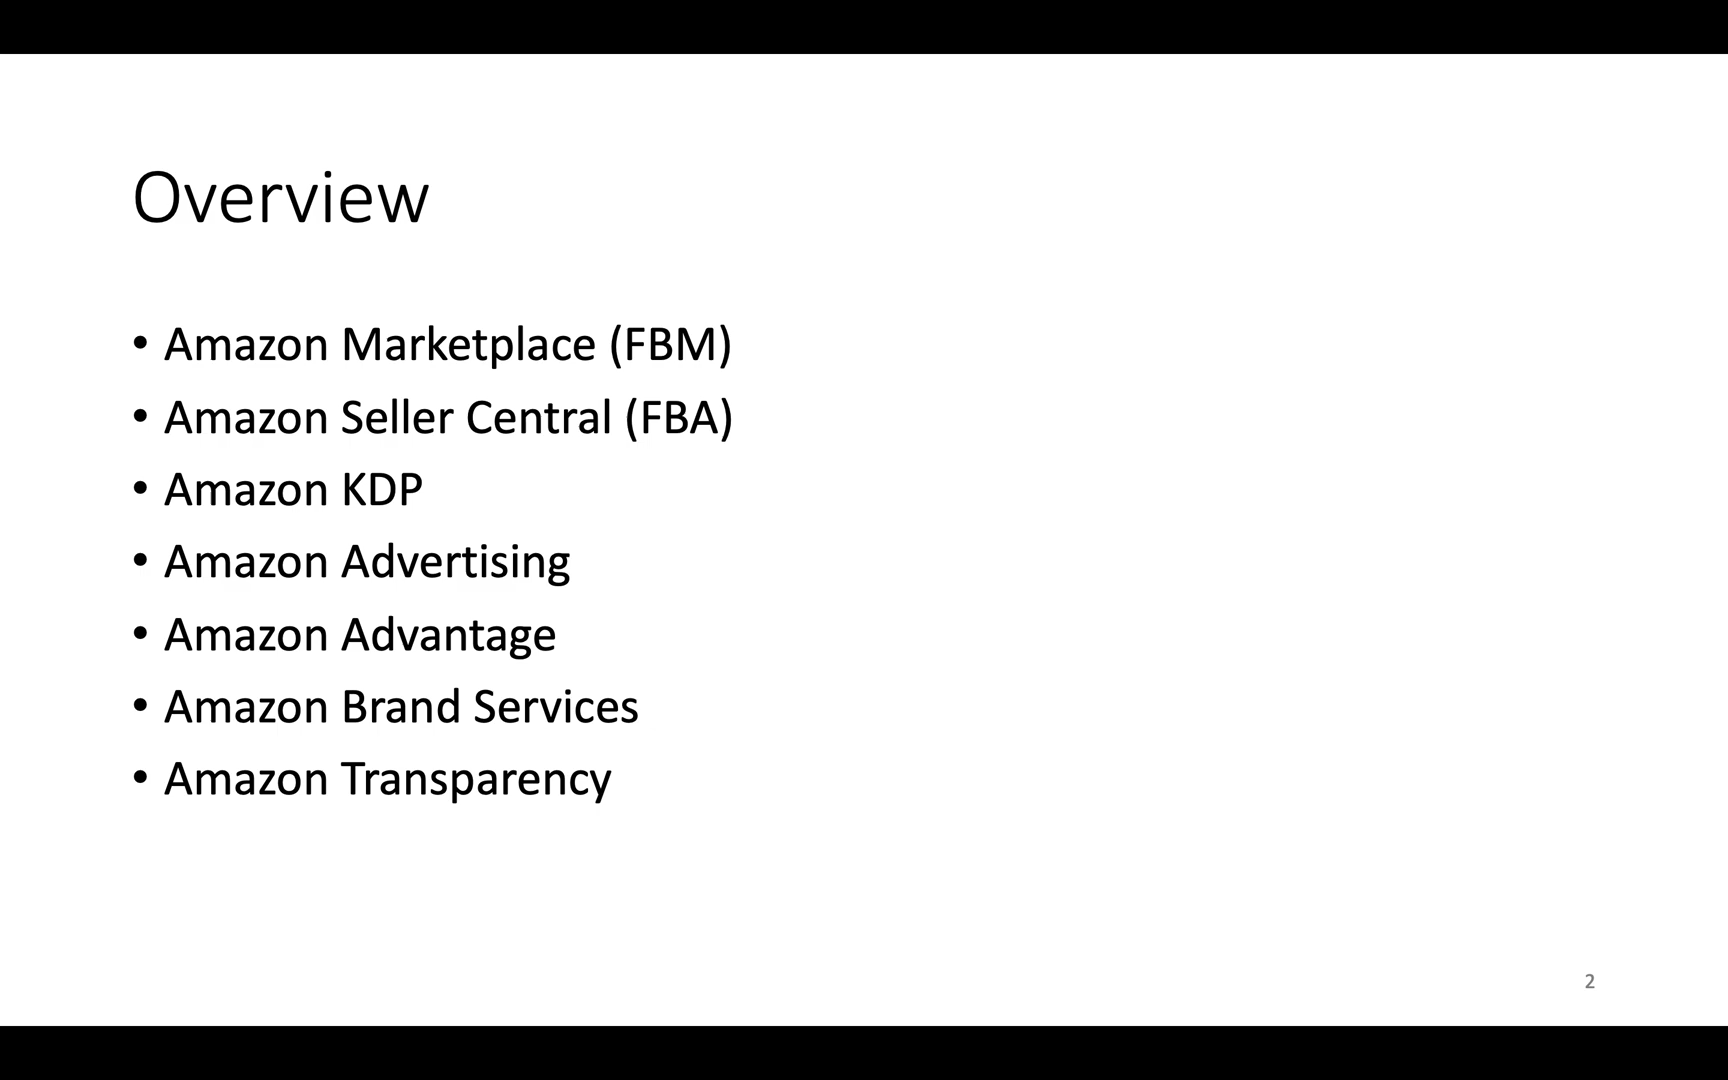 Overview
• Amazon Marketplace (FBM)
• Amazon Seller Central (FBA)
• Amazon KDP
• Amazon Advertising
• Amazon Advantage
• Amazon Brand Services
• Amazon Transparency
2